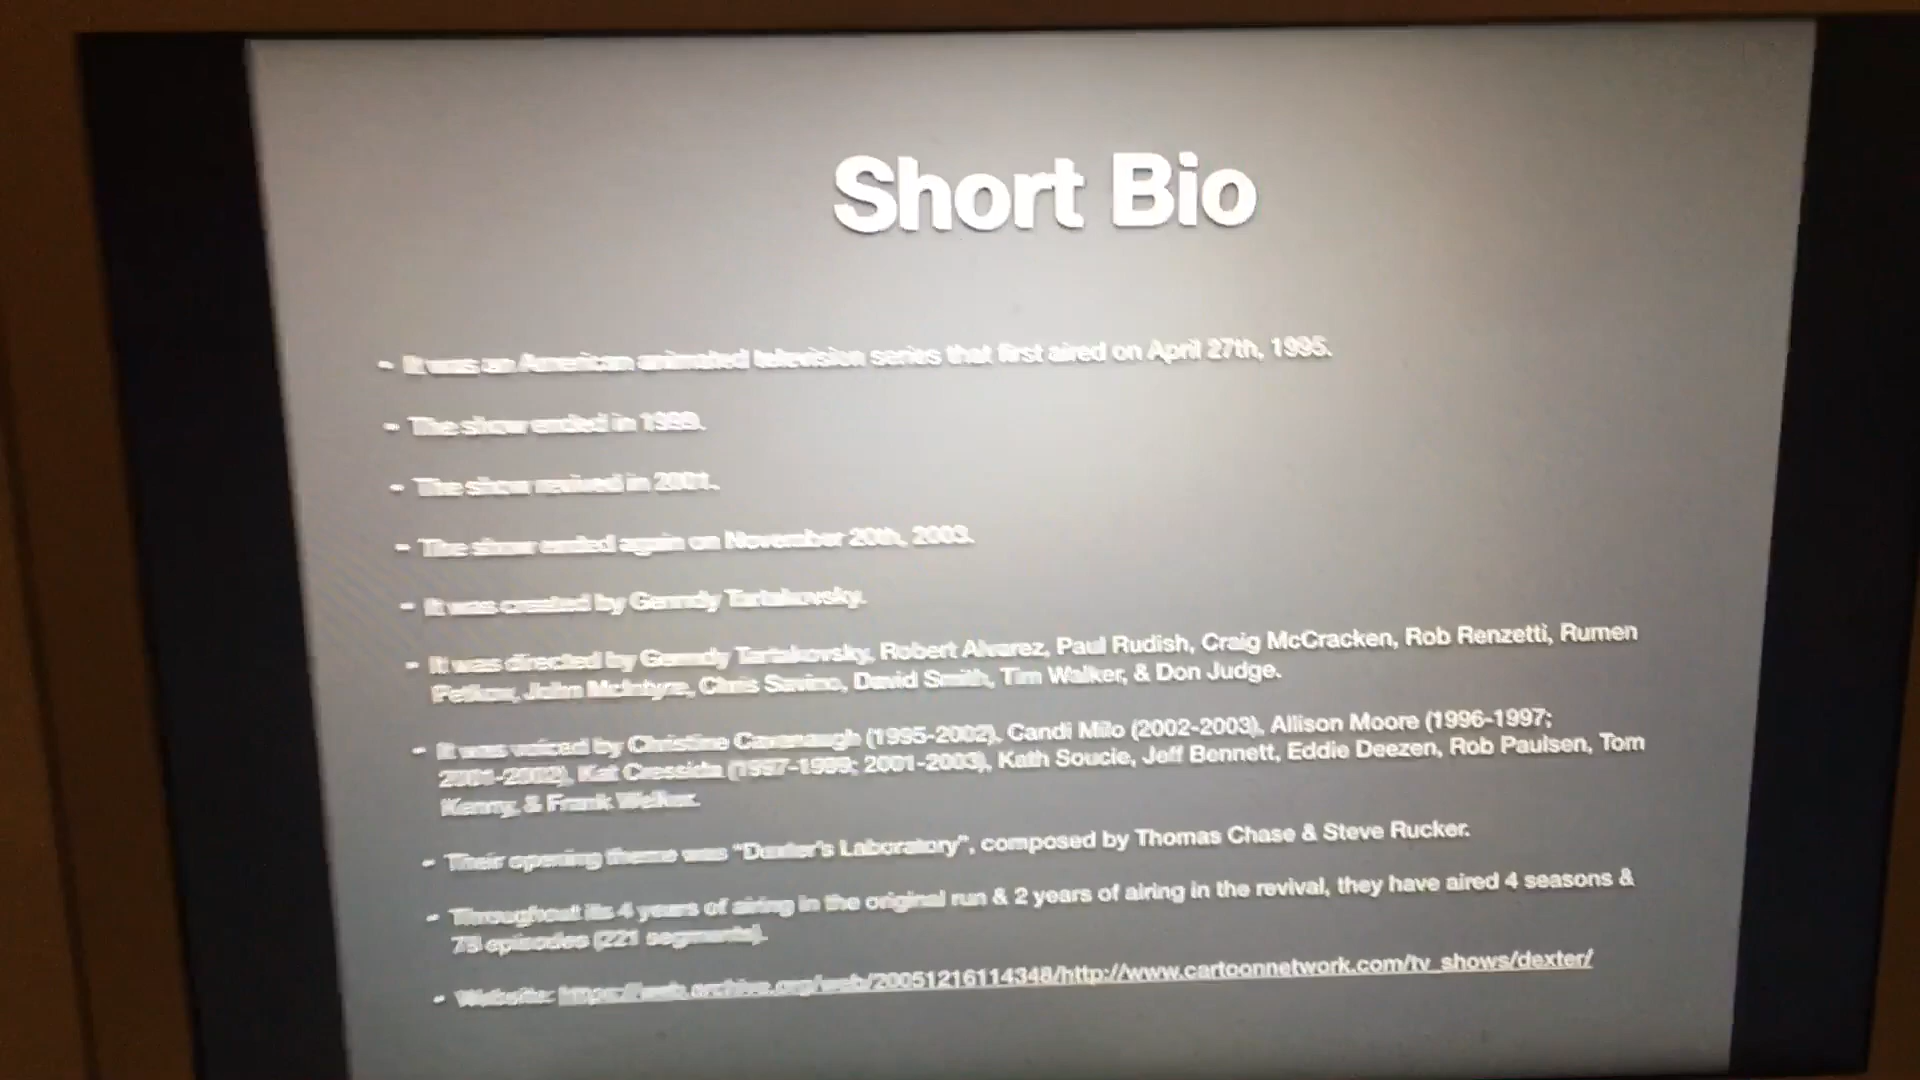 Short Bio
- It was an American animated television series that first aired on April 27th, 1995.
- The show ended in 1999.
- The show revived in 2001.
- The show ended again on November 20th, 2003.
- It was created by Genndy Tartakovsky.
- It was directed by Genndy Tartakovsky, Robert Alvarez, Paul Rudish, Craig McCracken, Rob Renzetti, Rumen
Petkov, John McIntyre, Chris Savino, David Smith, Tim Walker, & Don Judge.
- It was voiced by Christine Cavanaugh (1995-2002), Candi Milo (2002-2003), Allison Moore (1996-1997;
2001-2002), Kat Cressida (1997-1999; 2001-2003), Kath Soucie, Jeff Bennett, Eddie Deezen, Rob Paulsen, Tom
Kenny, & Frank Welker.
- Their opening theme was “Dexter's Laboratory”, composed by Thomas Chase & Steve Rucker.
- Throughout its 4 years of airing in the original run & 2 years of airing in the revival, they have aired 4 seasons &
78 episodes (221 segments).
- Website: https://web.archive.org/web/20051216114348/http://www.cartoonnetwork.com/tv_shows/dexter/